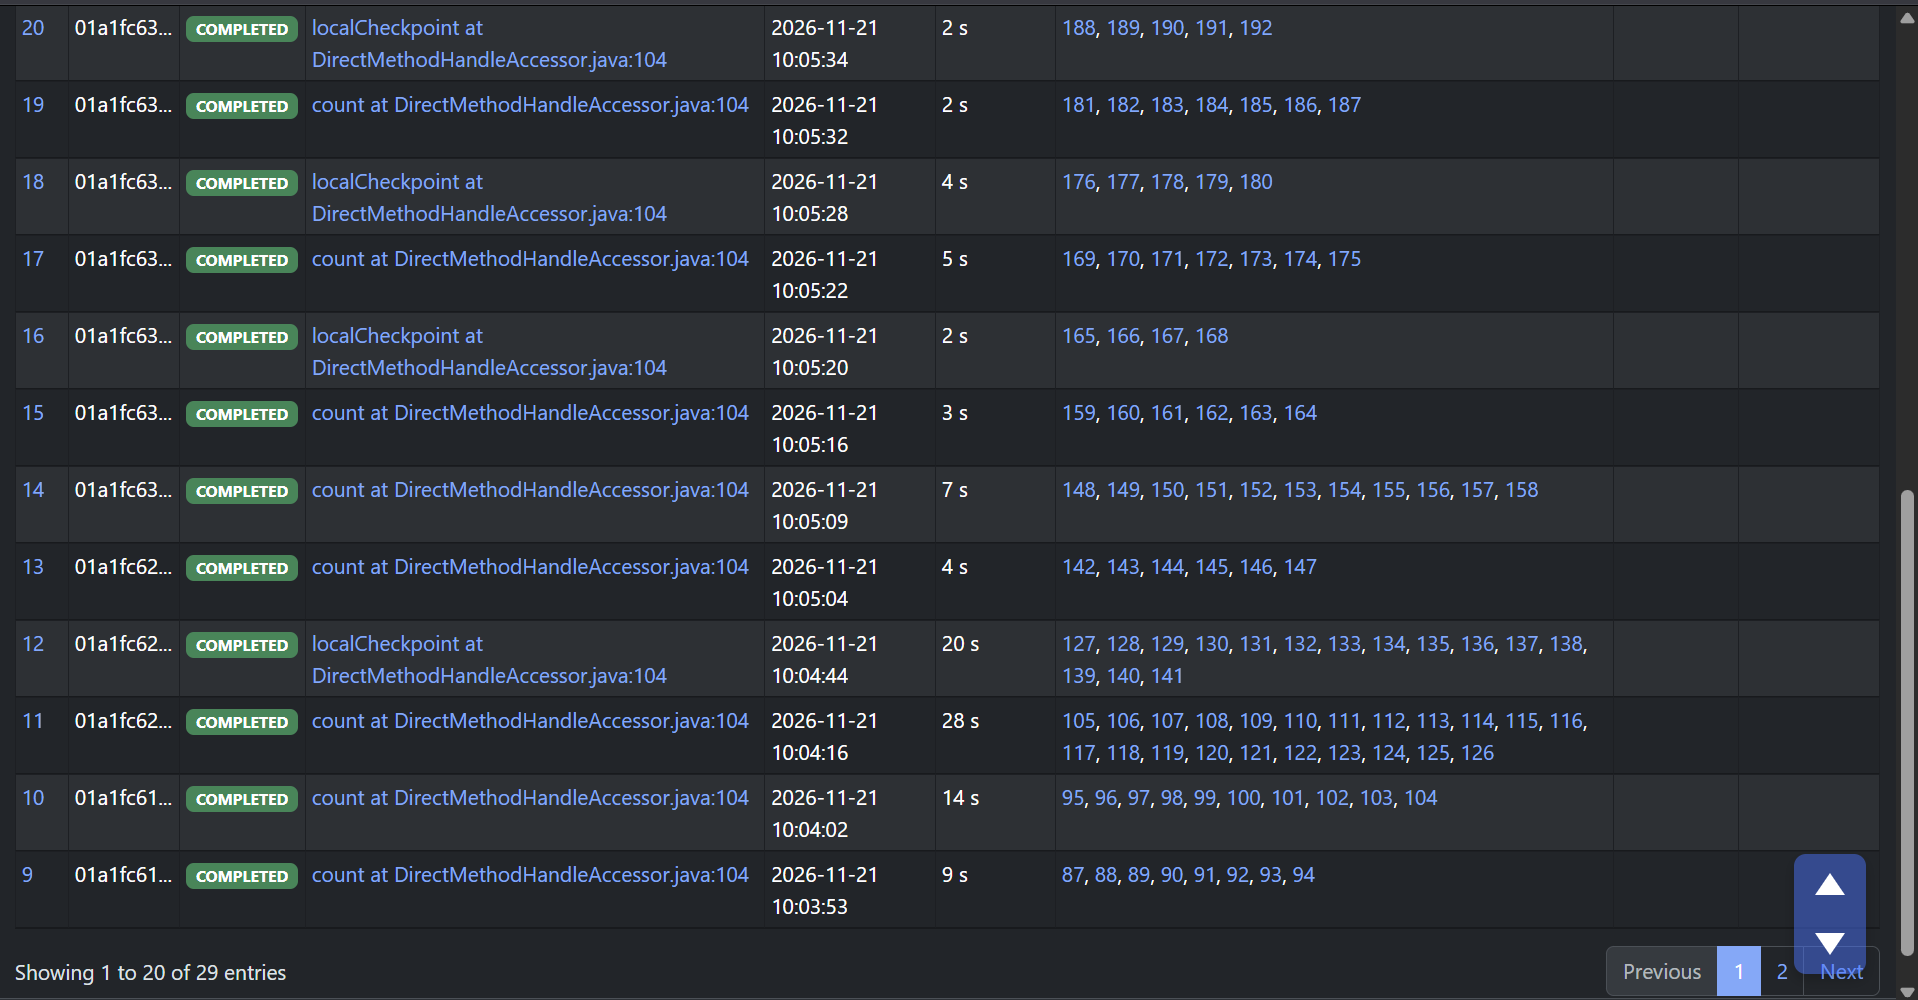 20 01a1fc63... COMPLETED localCheckpoint at 2026-11-21 2 s 188, 189, 190, 191, 192
DirectMethodHandleAccessor.java:104 10:05:34
19 01a1fc63... COMPLETED count at DirectMethodHandleAccessor.java:104 2026-11-21 2 s 181, 182, 183, 184, 185, 186, 187
10:05:32
18 01a1fc63... COMPLETED localCheckpoint at 2026-11-21 4 s 176, 177, 178, 179, 180
DirectMethodHandleAccessor.java:104 10:05:28
17 01a1fc63... COMPLETED count at DirectMethodHandleAccessor.java:104 2026-11-21 5 s 169, 170, 171, 172, 173, 174, 175
10:05:22
16 01a1fc63... COMPLETED localCheckpoint at 2026-11-21 2 s 165, 166, 167, 168
DirectMethodHandleAccessor.java:104 10:05:20
15 01a1fc63... COMPLETED count at DirectMethodHandleAccessor.java:104 2026-11-21 3 s 159, 160, 161, 162, 163, 164
10:05:16
14 01a1fc63... COMPLETED count at DirectMethodHandleAccessor.java:104 2026-11-21 7 s 148, 149, 150, 151, 152, 153, 154, 155, 156, 157, 158
10:05:09
13 01a1fc62... COMPLETED count at DirectMethodHandleAccessor.java:104 2026-11-21 4 s 142, 143, 144, 145, 146, 147
10:05:04
12 01a1fc62... COMPLETED localCheckpoint at 2026-11-21 20 s 127, 128, 129, 130, 131, 132, 133, 134, 135, 136, 137, 138,
DirectMethodHandleAccessor.java:104 10:04:44 139, 140, 141
11 01a1fc62... COMPLETED count at DirectMethodHandleAccessor.java:104 2026-11-21 28 s 105, 106, 107, 108, 109, 110, 111, 112, 113, 114, 115, 116,
10:04:16 117, 118, 119, 120, 121, 122, 123, 124, 125, 126
10 01a1fc61... COMPLETED count at DirectMethodHandleAccessor.java:104 2026-11-21 14 s 95, 96, 97, 98, 99, 100, 101, 102, 103, 104
10:04:02
9 01a1fc61... COMPLETED count at DirectMethodHandleAccessor.java:104 2026-11-21 9 s 87, 88, 89, 90, 91, 92, 93, 94
10:03:53
Showing 1 to 20 of 29 entries Previous 1 2 Next